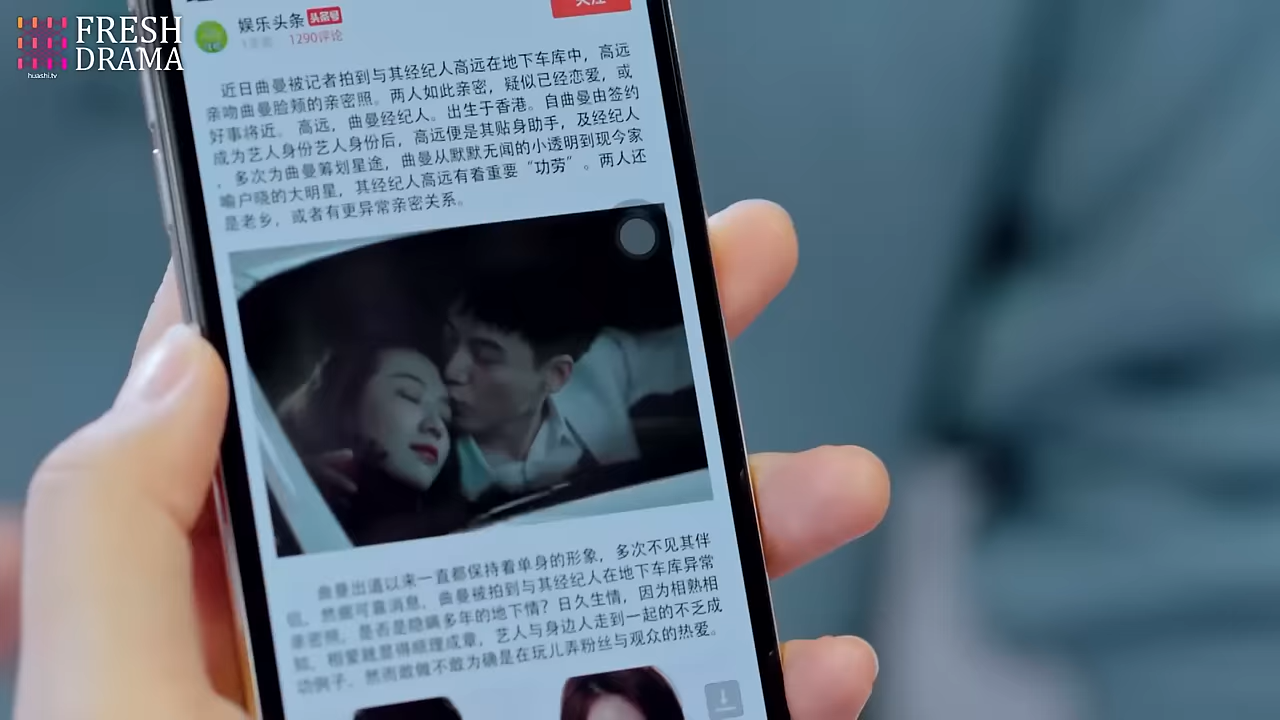 FRESH
DRAMA
huashi.tv
关注
娱乐头条 头条号
1290评论
近日曲曼被记者拍到与其经纪人高远在地下车库中，高远
亲吻曲曼脸颊的亲密照。两人如此亲密，疑似已经恋爱，或
好事将近。 高远，曲曼经纪人。出生于香港。自曲曼由签约
成为艺人身份艺人身份后，高远便是其贴身助手，及经纪人
，多次为曲曼筹划星途，曲曼从默默无闻的小透明到现今家
喻户晓的大明星，其经纪人高远有着重要“功劳”。两人还
是老乡，或者有更异常亲密关系。
曲曼出道以来一直都保持着单身的形象，多次不见其伴
侣。然据可靠消息，曲曼被拍到与其经纪人在地下车库异常
亲密照，是否是隐瞒多年的地下情？日久生情，因为相熟相
知，相爱就显得顺理成章，艺人与身边人走到一起的不乏成
功例子，然而敢做不敢为确是在玩儿弄粉丝与观众的热爱。